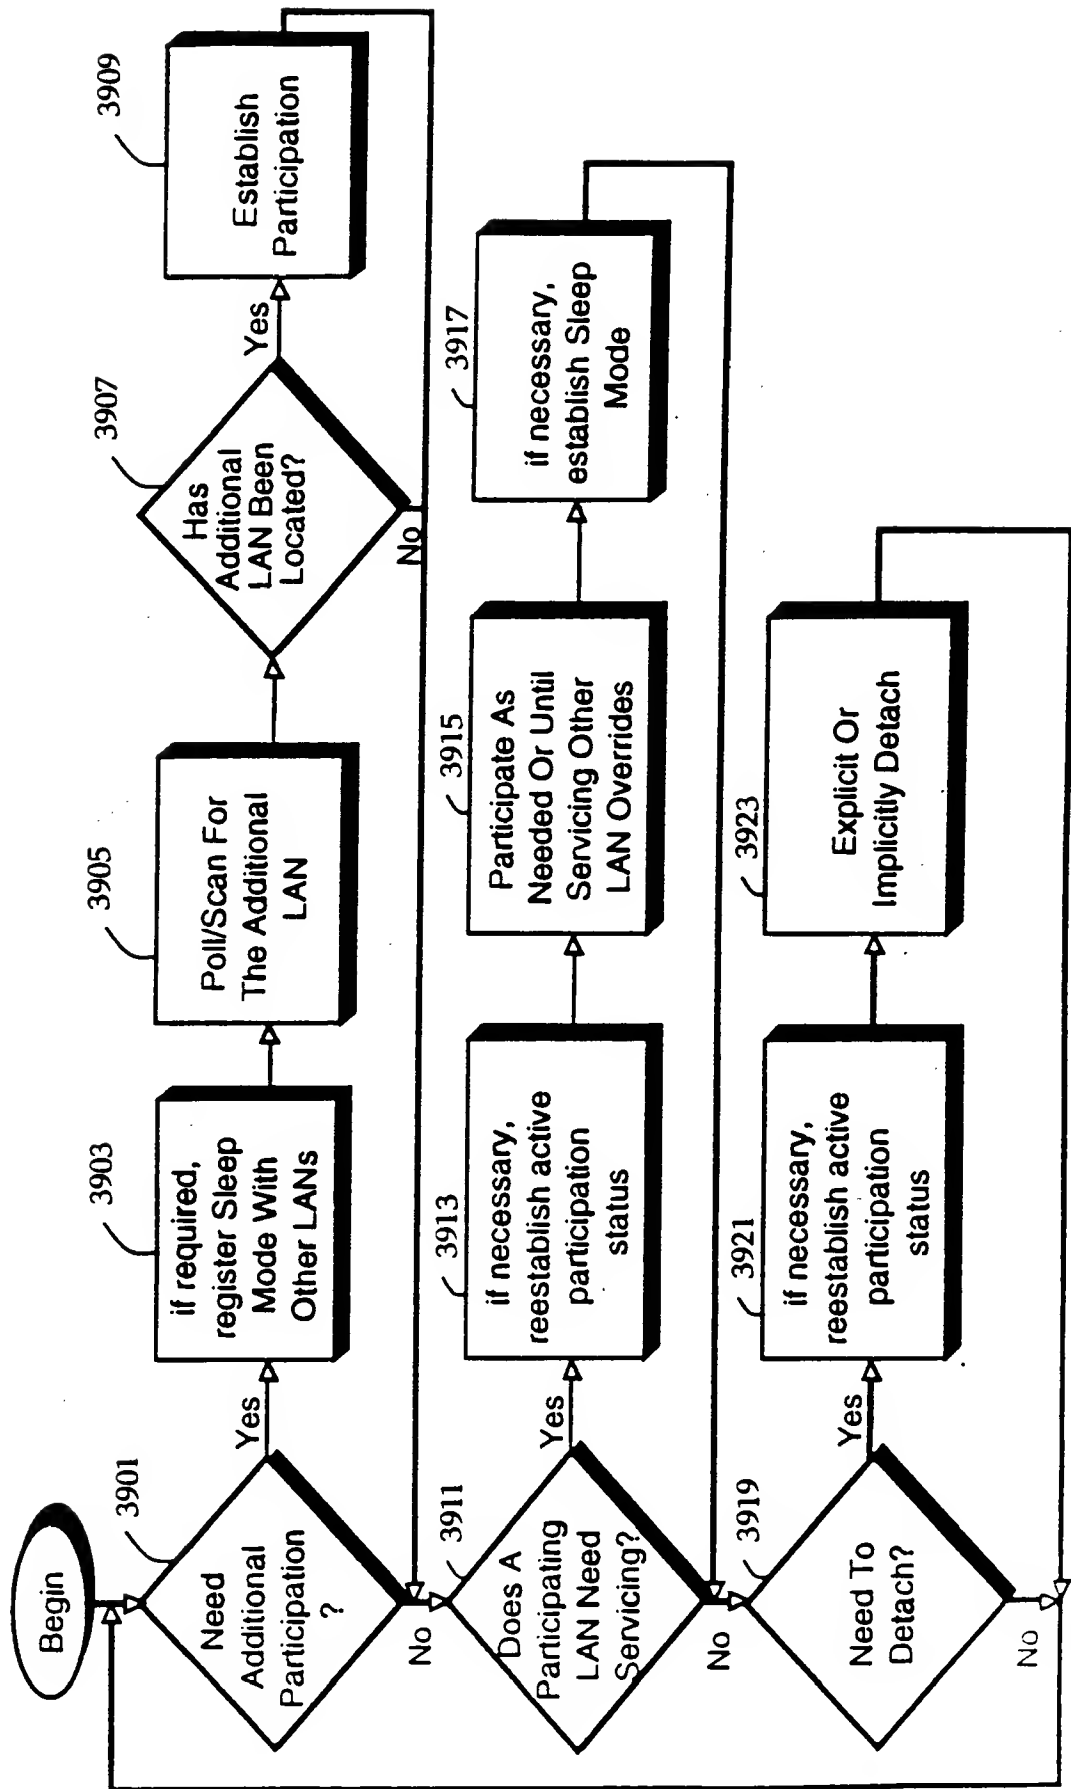 Begin
3901
Need
Additional
Participation
?
Yes
No
3903
if required,
register Sleep
Mode With
Other LANs
3905
Poll/Scan For
The Additional
LAN
3907
Has
Additional
LAN Been
Located?
Yes
No
3909
Establish
Participation
3911
Does A
Participating
LAN Need
Servicing?
Yes
No
3913
if necessary,
reestablish active
participation
status
3915
Participate As
Needed Or Until
Servicing Other
LAN Overrides
3917
if necessary,
establish Sleep
Mode
3919
Need To
Detach?
Yes
No
3921
if necessary,
reestablish active
participation
status
3923
Explicit Or
Implicitly Detach